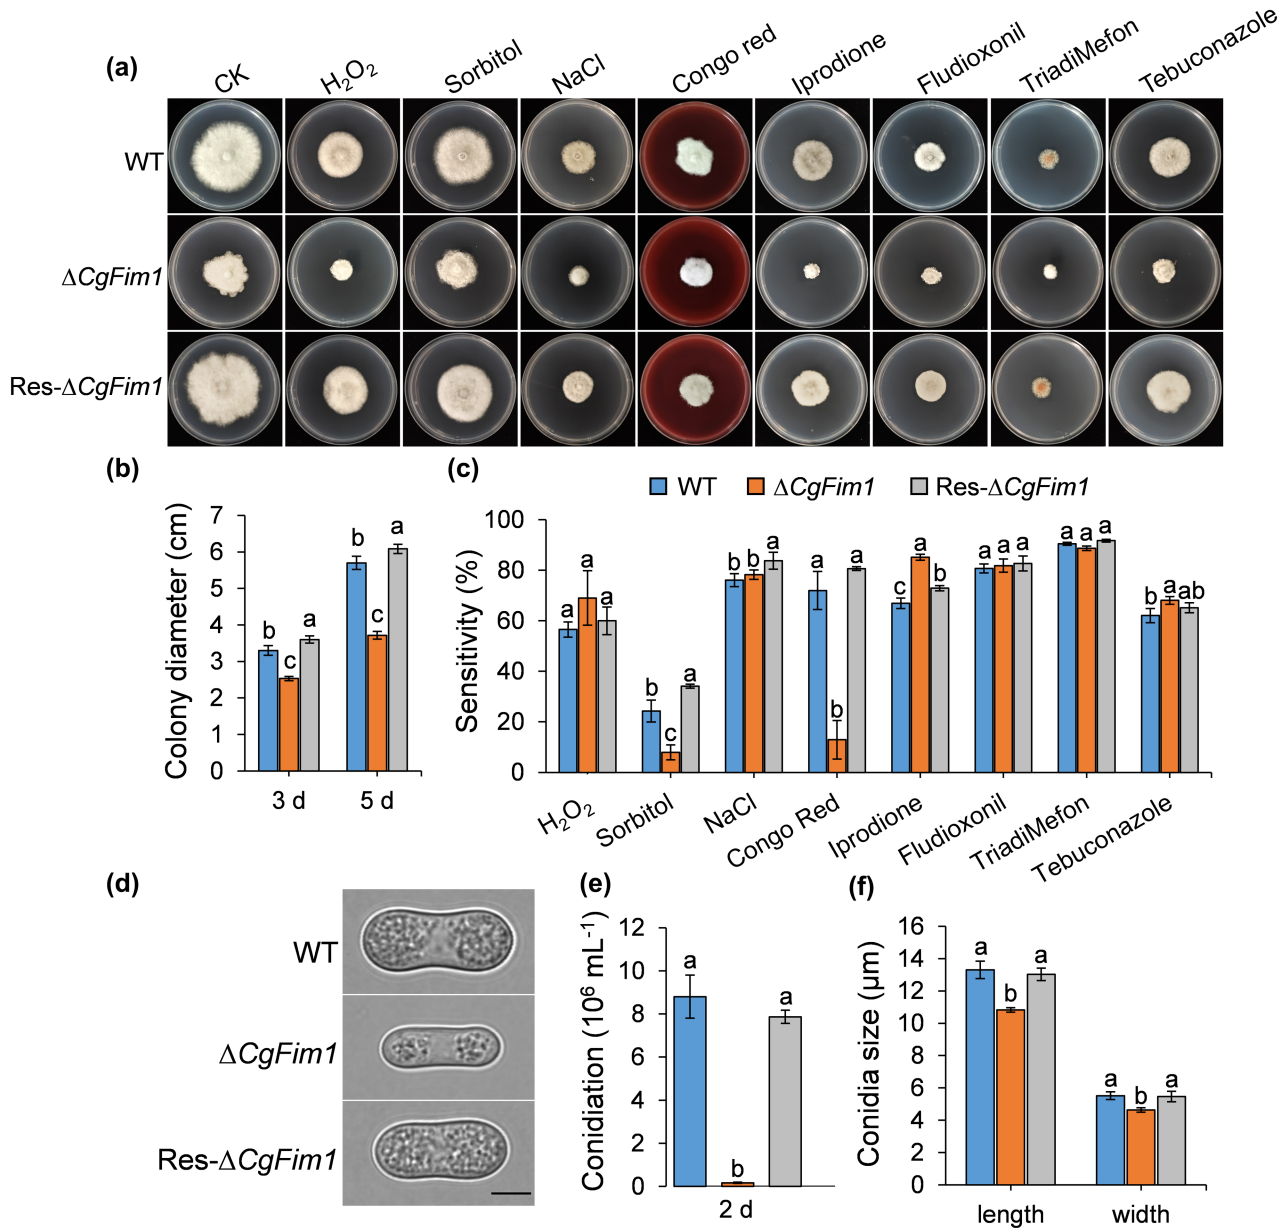 (a)
CK
H₂O₂
Sorbitol
NaCl
Congo red
Iprodione
Fludioxonil
TriadiMefon
Tebuconazole
WT
ΔCgFim1
Res-ΔCgFim1
(b)
Colony diameter (cm)
7
6
5
4
3
2
1
0
b
c
a
b
c
a
3 d
5 d
(c)
WT
ΔCgFim1
Res-ΔCgFim1
Sensitivity (%)
100
80
60
40
20
0
a
a
a
b
c
a
b
b
a
a
b
a
c
a
b
a
a
a
a
a
a
b
a
ab
H₂O₂
Sorbitol
NaCl
Congo Red
Iprodione
Fludioxonil
TriadiMefon
Tebuconazole
(d)
WT
ΔCgFim1
Res-ΔCgFim1
(e)
Conidiation (10⁶ mL⁻¹)
12
10
8
6
4
2
0
a
b
a
2 d
(f)
Conidia size (μm)
16
14
12
10
8
6
4
2
0
a
b
a
a
b
a
length
width